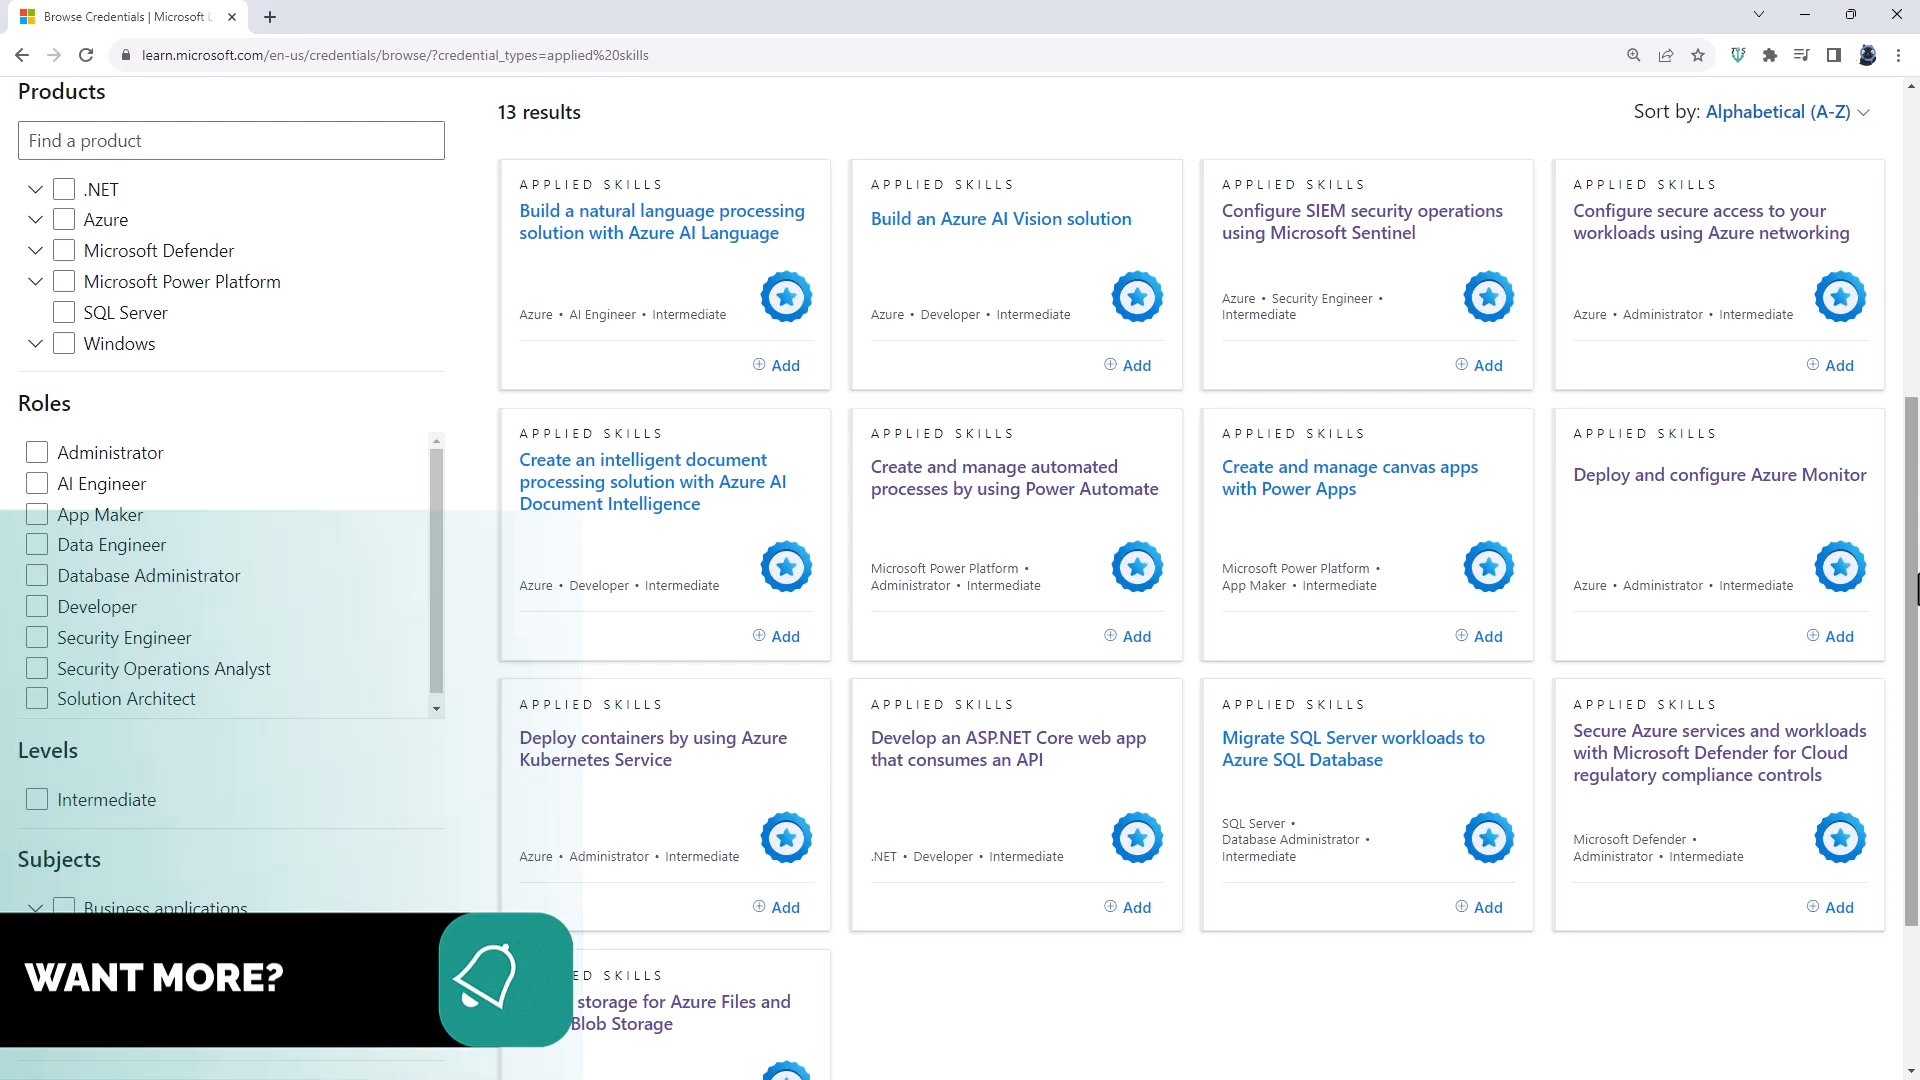 Browse Credentials | Microsoft L
learn.microsoft.com/en-us/credentials/browse/?credential_types=applied%20skills
Products
Find a product
.NET
Azure
Microsoft Defender
Microsoft Power Platform
SQL Server
Windows
Roles
Administrator
AI Engineer
App Maker
Data Engineer
Database Administrator
Developer
Security Engineer
Security Operations Analyst
Solution Architect
Levels
Intermediate
Subjects
Business applications
WANT MORE?
13 results
Sort by: Alphabetical (A-Z)
APPLIED SKILLS
Build a natural language processing
solution with Azure AI Language
Azure • AI Engineer • Intermediate
Add
APPLIED SKILLS
Build an Azure AI Vision solution
Azure • Developer • Intermediate
Add
APPLIED SKILLS
Configure SIEM security operations
using Microsoft Sentinel
Azure • Security Engineer •
Intermediate
Add
APPLIED SKILLS
Configure secure access to your
workloads using Azure networking
Azure • Administrator • Intermediate
Add
APPLIED SKILLS
Create an intelligent document
processing solution with Azure AI
Document Intelligence
Azure • Developer • Intermediate
Add
APPLIED SKILLS
Create and manage automated
processes by using Power Automate
Microsoft Power Platform •
Administrator • Intermediate
Add
APPLIED SKILLS
Create and manage canvas apps
with Power Apps
Microsoft Power Platform •
App Maker • Intermediate
Add
APPLIED SKILLS
Deploy and configure Azure Monitor
Azure • Administrator • Intermediate
Add
APPLIED SKILLS
Deploy containers by using Azure
Kubernetes Service
Azure • Administrator • Intermediate
Add
APPLIED SKILLS
Develop an ASP.NET Core web app
that consumes an API
.NET • Developer • Intermediate
Add
APPLIED SKILLS
Migrate SQL Server workloads to
Azure SQL Database
SQL Server •
Database Administrator •
Intermediate
Add
APPLIED SKILLS
Secure Azure services and workloads
with Microsoft Defender for Cloud
regulatory compliance controls
Microsoft Defender •
Administrator • Intermediate
Add
ED SKILLS
storage for Azure Files and
Blob Storage